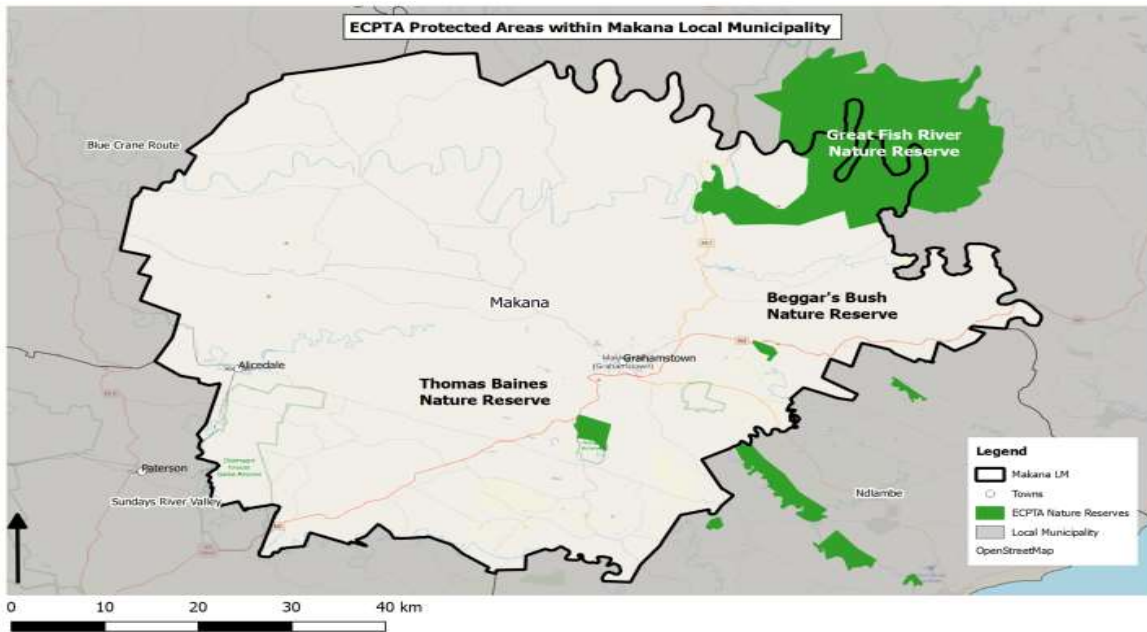 ECPTA Protected Areas within Makana Local Municipality
Great Fish River
Nature Reserve
Blue Crane Route
Makana
Beggar's Bush
Nature Reserve
Alicedale
Grahamstown
(Grahamstown)
Thomas Baines
Nature Reserve
Paterson
Sundays River Valley
Ndlambe
Legend
Makana LM
Towns
ECPTA Nature Reserves
Local Municipality
OpenStreetMap
0 10 20 30 40 km